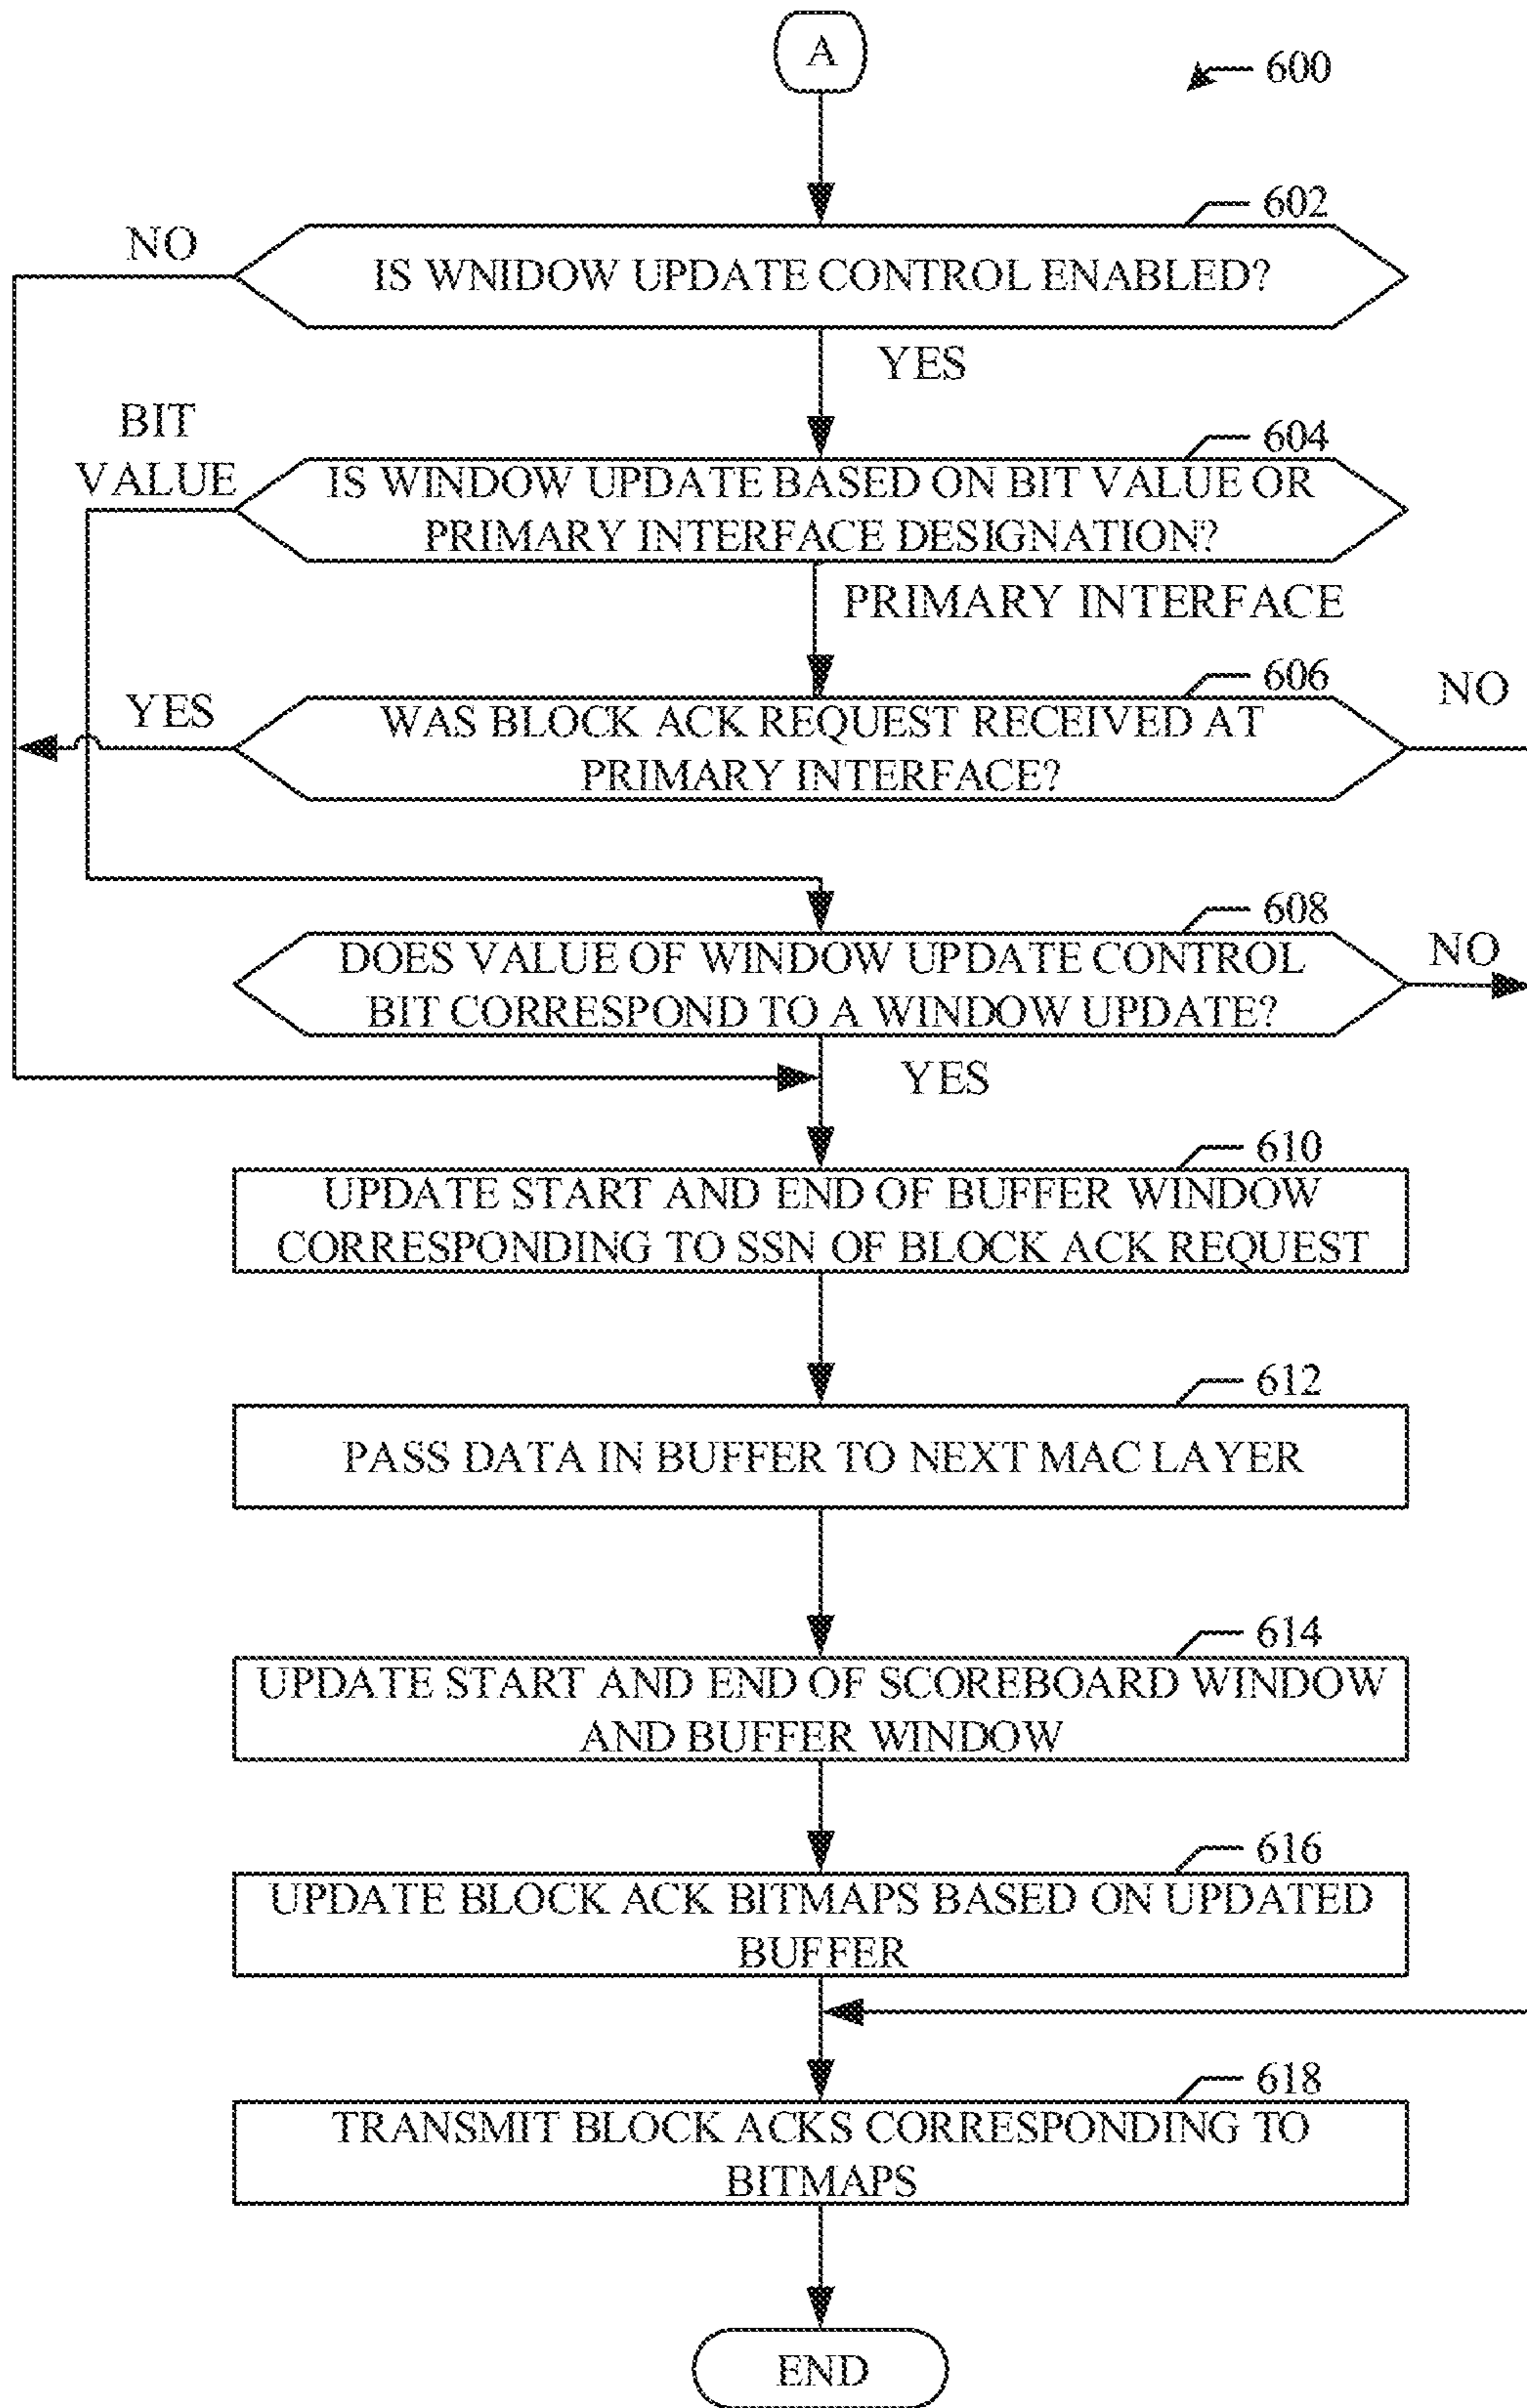 A
600
602
NO
IS WNIDOW UPDATE CONTROL ENABLED?
YES
BIT
VALUE
604
IS WINDOW UPDATE BASED ON BIT VALUE OR
PRIMARY INTERFACE DESIGNATION?
PRIMARY INTERFACE
606
NO
YES
WAS BLOCK ACK REQUEST RECEIVED AT
PRIMARY INTERFACE?
608
NO
DOES VALUE OF WINDOW UPDATE CONTROL
BIT CORRESPOND TO A WINDOW UPDATE?
YES
610
UPDATE START AND END OF BUFFER WINDOW
CORRESPONDING TO SSN OF BLOCK ACK REQUEST
612
PASS DATA IN BUFFER TO NEXT MAC LAYER
614
UPDATE START AND END OF SCOREBOARD WINDOW
AND BUFFER WINDOW
616
UPDATE BLOCK ACK BITMAPS BASED ON UPDATED
BUFFER
618
TRANSMIT BLOCK ACKS CORRESPONDING TO
BITMAPS
END